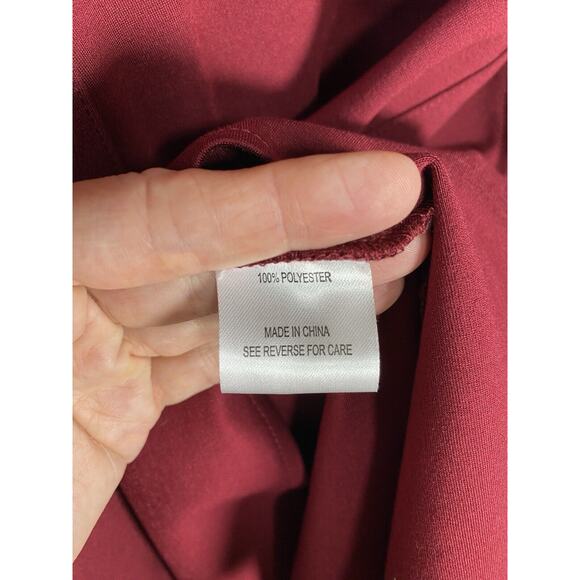 100% POLYESTER
MADE IN CHINA
SEE REVERSE FOR CARE